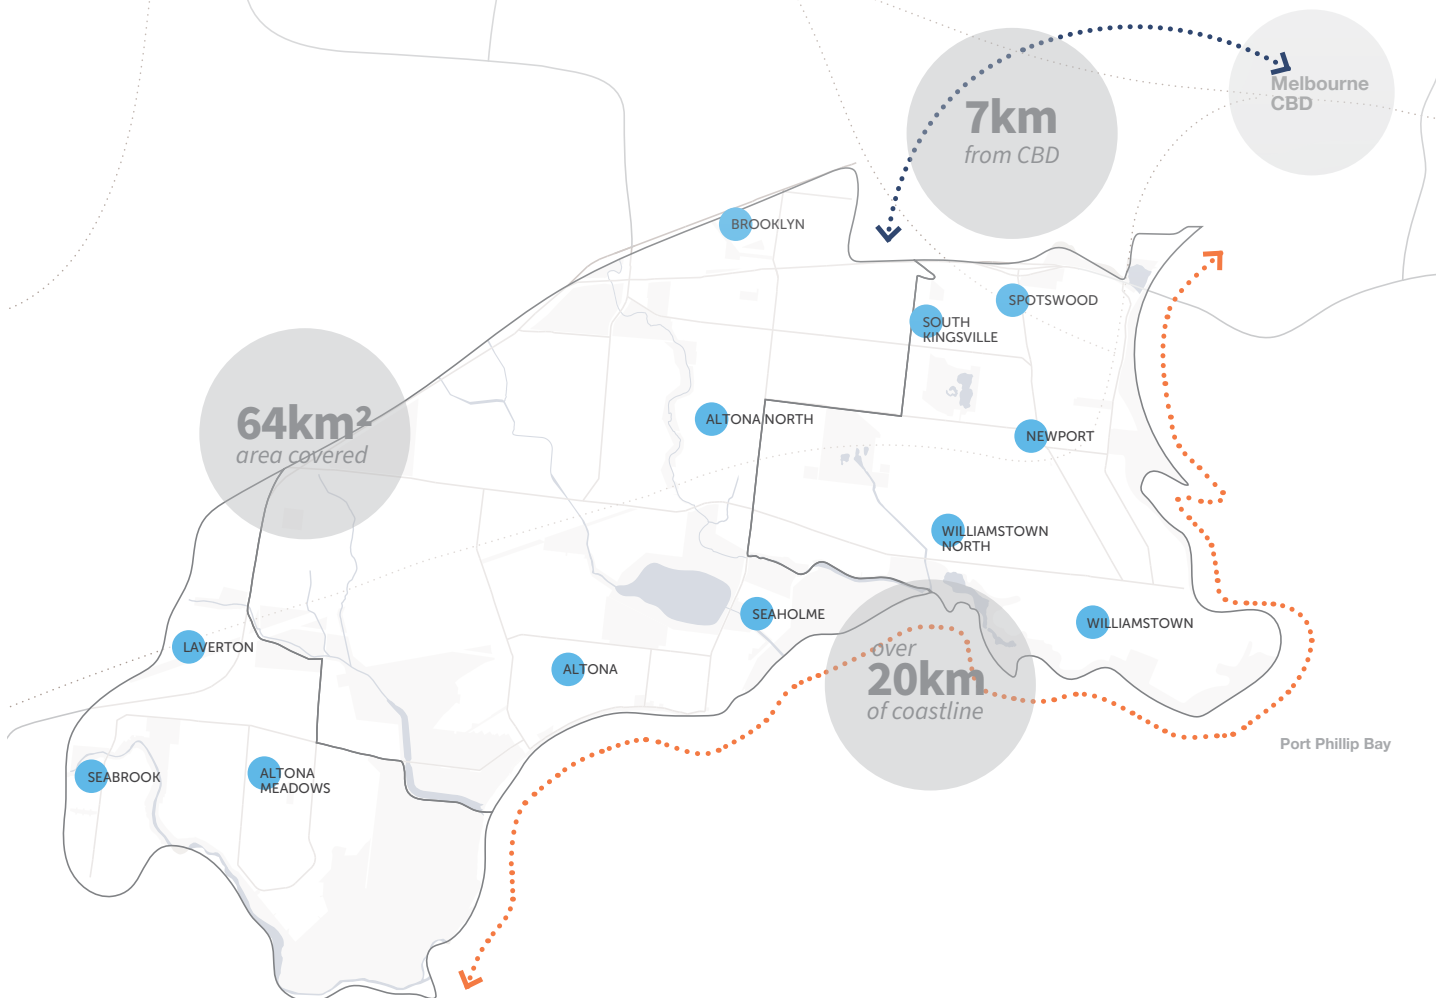 7km
from CBD
Melbourne
CBD
BROOKLYN
SPOTSWOOD
SOUTH
KINGSVILLE
64km²
area covered
ALTONA NORTH
NEWPORT
WILLIAMSTOWN
NORTH
SEAHOLME
WILLIAMSTOWN
LAVERTON
ALTONA
over
20km
of coastline
Port Phillip Bay
SEABROOK
ALTONA
MEADOWS